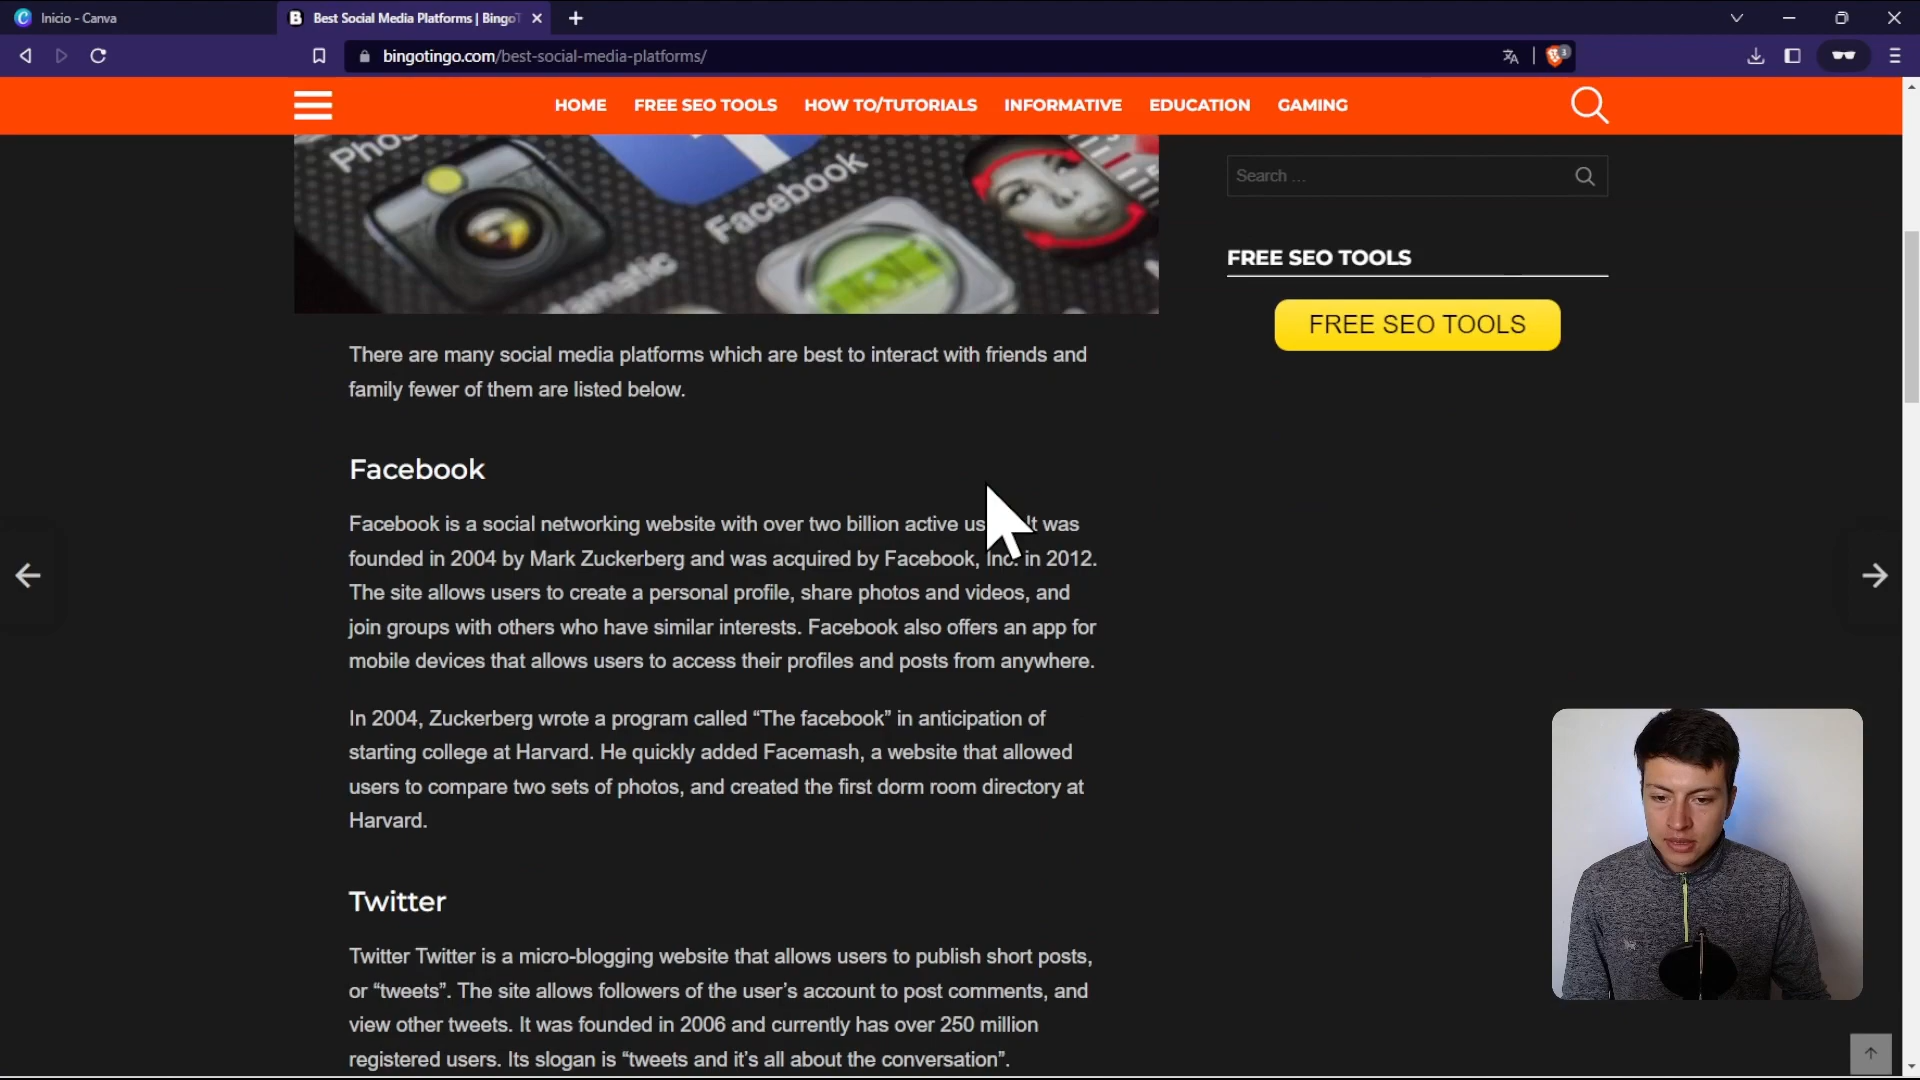 Inicio - Canva
Best Social Media Platforms | BingoT
bingotingo.com/best-social-media-platforms/
3
HOME FREE SEO TOOLS HOW TO/TUTORIALS INFORMATIVE EDUCATION GAMING
Facebook
Search ...
FREE SEO TOOLS
FREE SEO TOOLS
There are many social media platforms which are best to interact with friends and
family fewer of them are listed below.
Facebook
Facebook is a social networking website with over two billion active us It was
founded in 2004 by Mark Zuckerberg and was acquired by Facebook, Inc. in 2012.
The site allows users to create a personal profile, share photos and videos, and
join groups with others who have similar interests. Facebook also offers an app for
mobile devices that allows users to access their profiles and posts from anywhere.
In 2004, Zuckerberg wrote a program called “The facebook” in anticipation of
starting college at Harvard. He quickly added Facemash, a website that allowed
users to compare two sets of photos, and created the first dorm room directory at
Harvard.
Twitter
Twitter Twitter is a micro-blogging website that allows users to publish short posts,
or “tweets”. The site allows followers of the user’s account to post comments, and
view other tweets. It was founded in 2006 and currently has over 250 million
registered users. Its slogan is “tweets and it’s all about the conversation”.